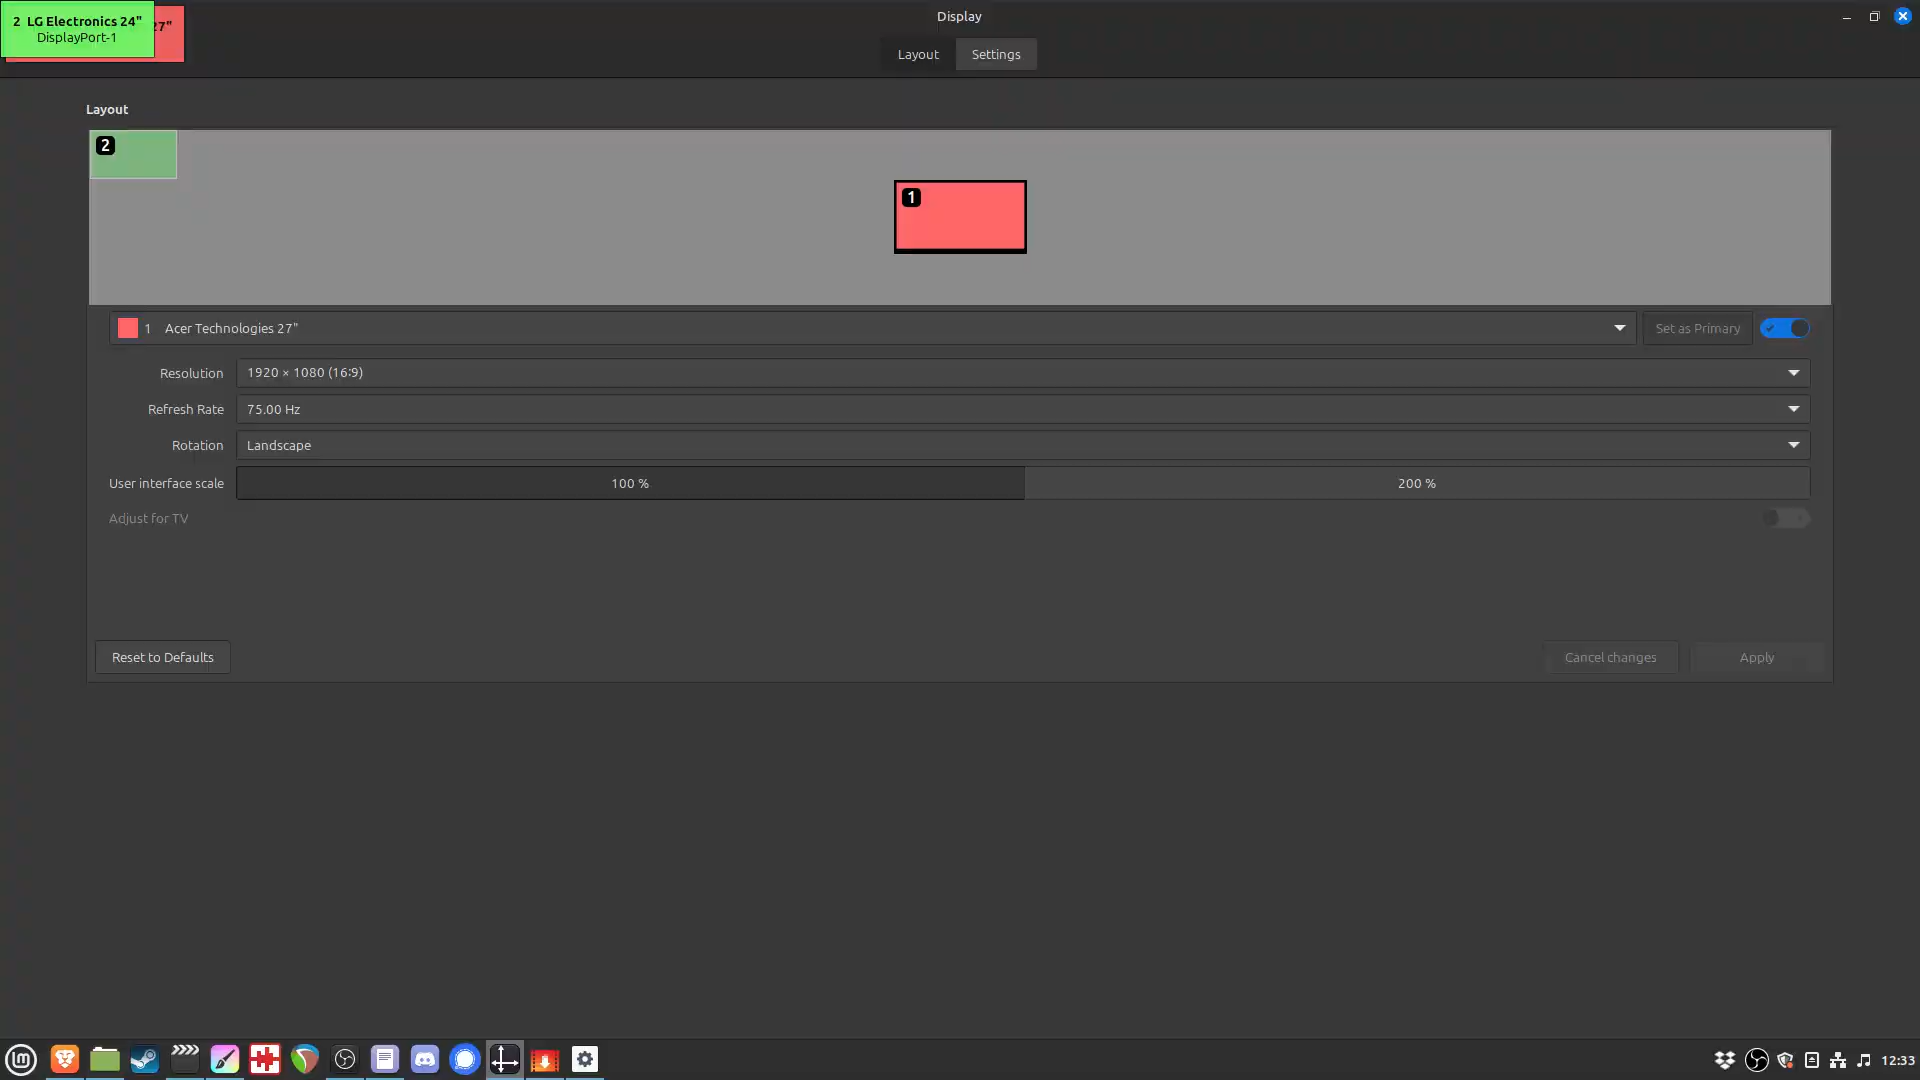 2 LG Electronics 24"
27"
DisplayPort-1
Display
Layout
Settings
Layout
2
1
1 Acer Technologies 27"
Set as Primary
Resolution
1920 × 1080 (16:9)
Refresh Rate
75.00 Hz
Rotation
Landscape
User interface scale
100 %
200 %
Adjust for TV
Reset to Defaults
Cancel changes
Apply
lm
12:33